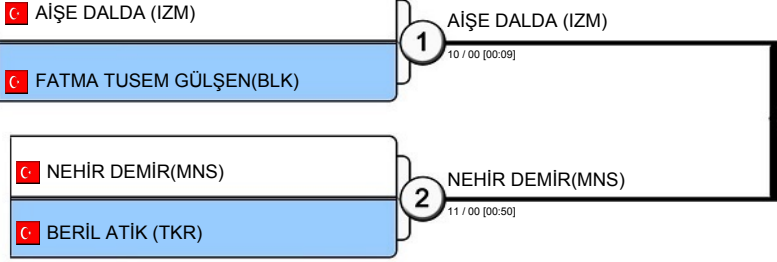 AİŞE DALDA (IZM)
FATMA TUSEM GÜLŞEN(BLK)
1
AİŞE DALDA (IZM)
10 / 00 [00:09]
NEHİR DEMİR(MNS)
BERİL ATİK (TKR)
2
NEHİR DEMİR(MNS)
11 / 00 [00:50]